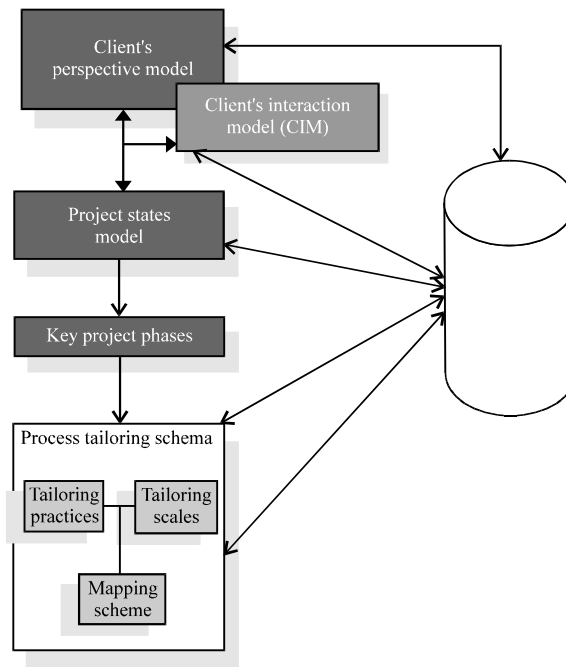 Client's
perspective model
Client's interaction
model (CIM)
Project states
model
Key project phases
Process tailoring schema
Tailoring
practices
Tailoring
scales
Mapping
scheme